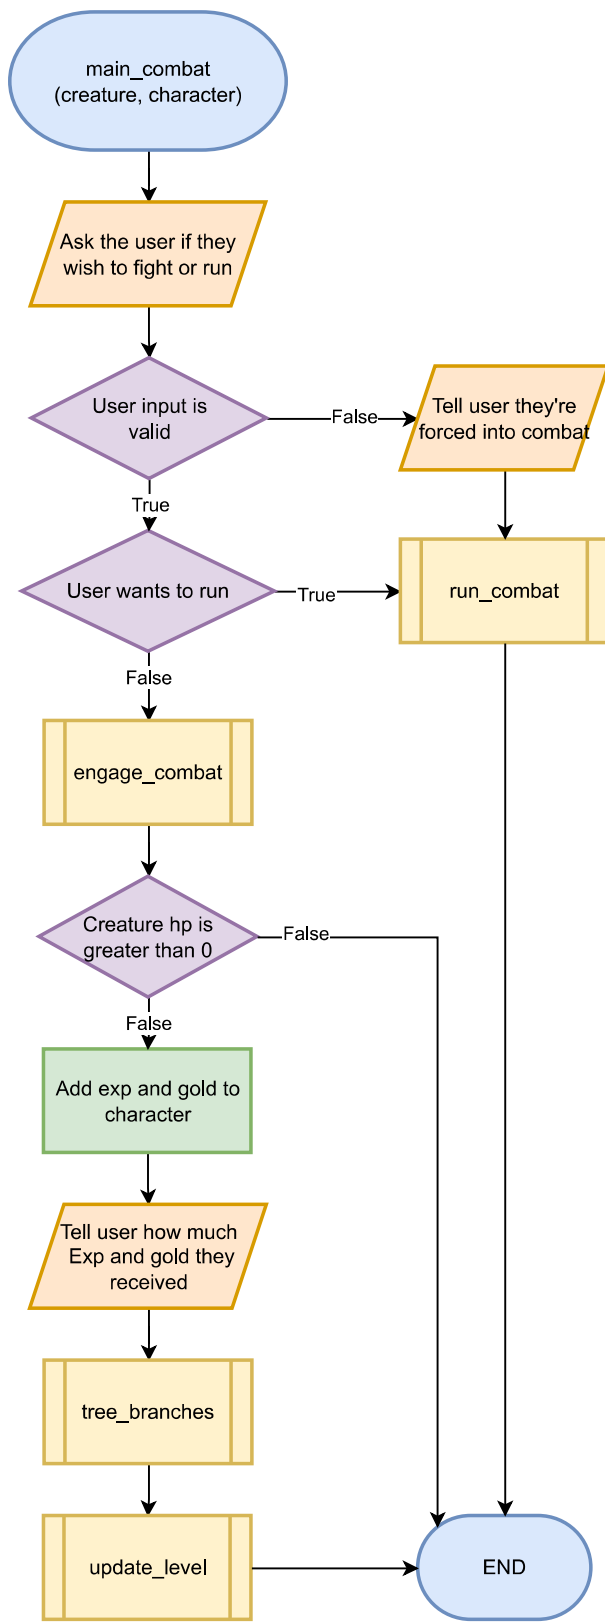 main_combat
(creature, character)
Ask the user if they
wish to fight or run
User input is
valid
False
Tell user they're
forced into combat
True
User wants to run
True
run_combat
False
engage_combat
Creature hp is
greater than 0
False
False
Add exp and gold to
character
Tell user how much
Exp and gold they
received
tree_branches
update_level
END